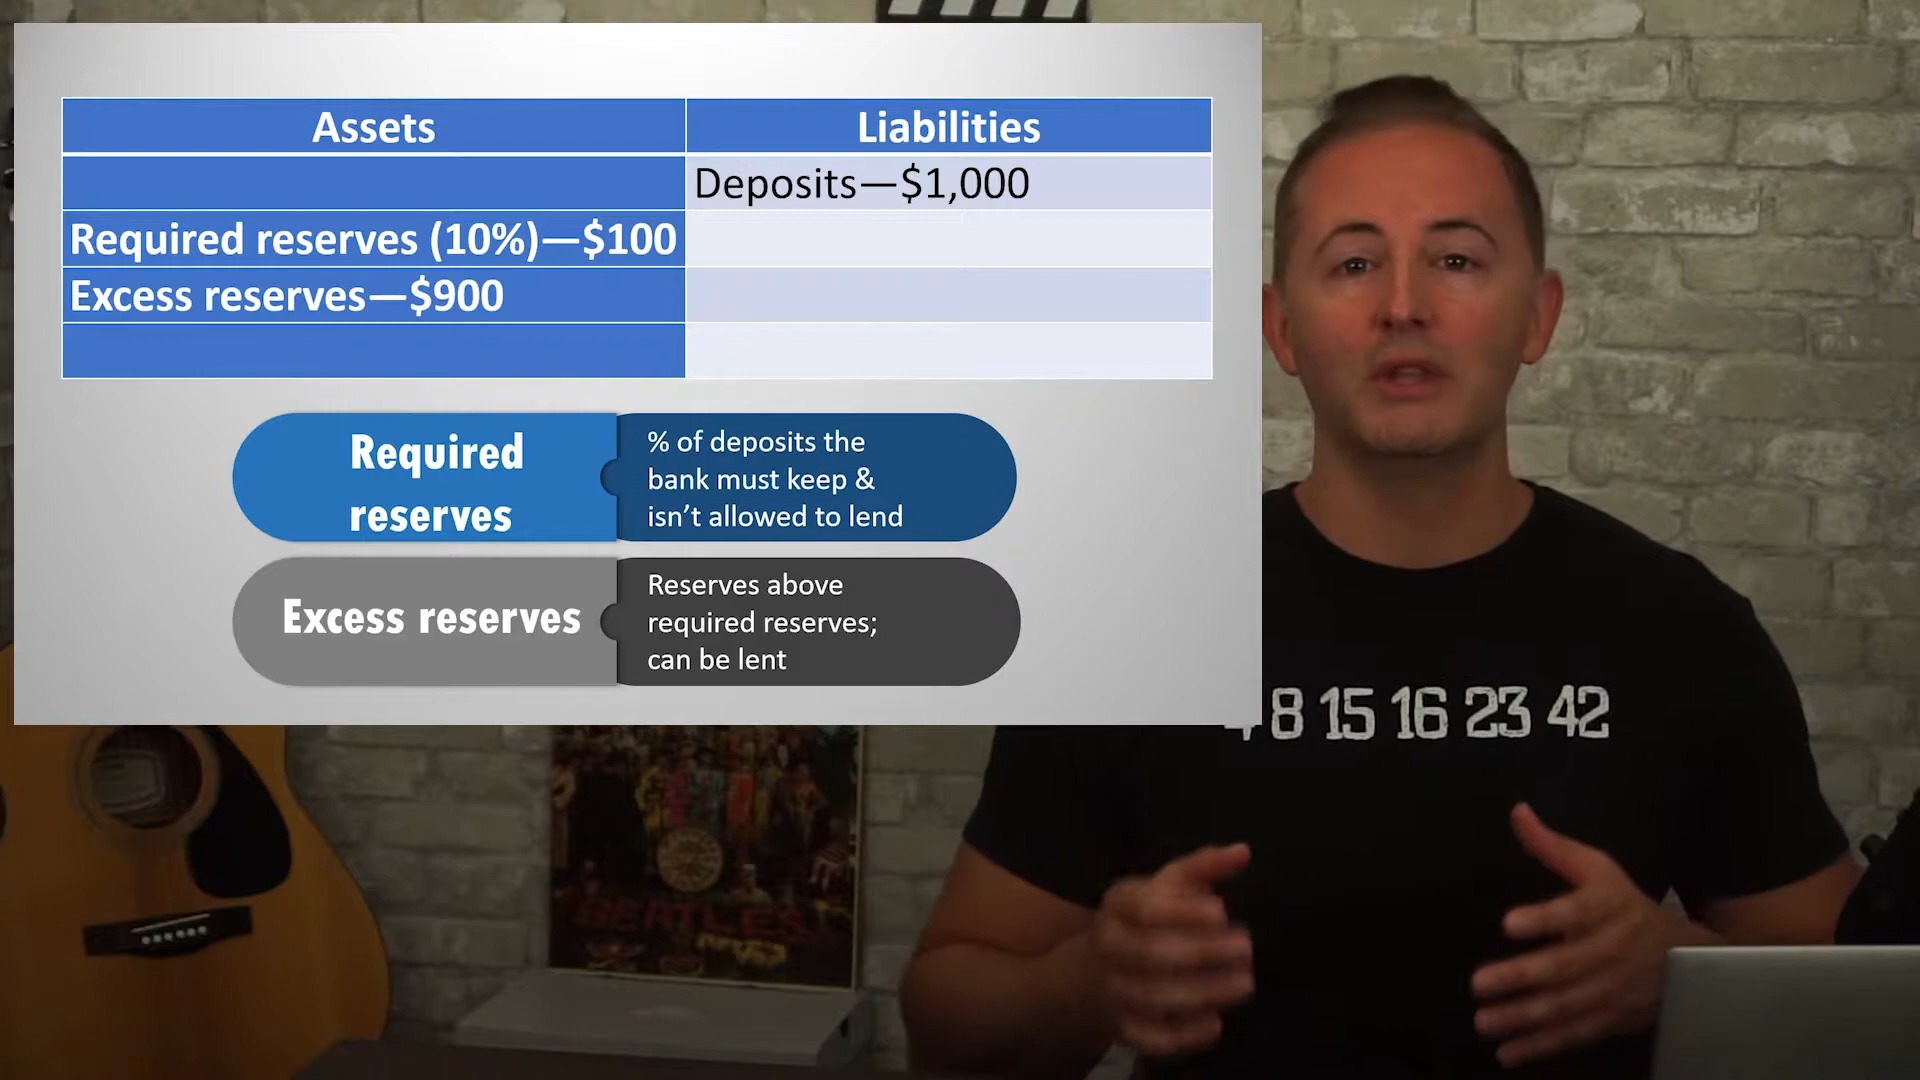 Assets
Liabilities
Deposits—$1,000
Required reserves (10%)—$100
Excess reserves—$900
Required
reserves
% of deposits the
bank must keep &
isn’t allowed to lend
Excess reserves
Reserves above
required reserves;
can be lent
8 15 16 23 42
BEATLES